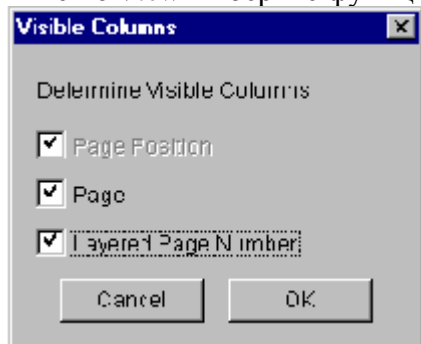 Visible Columns
Determine Visible Columns
Page Position
Page
Layered Page Number
Cancel OK